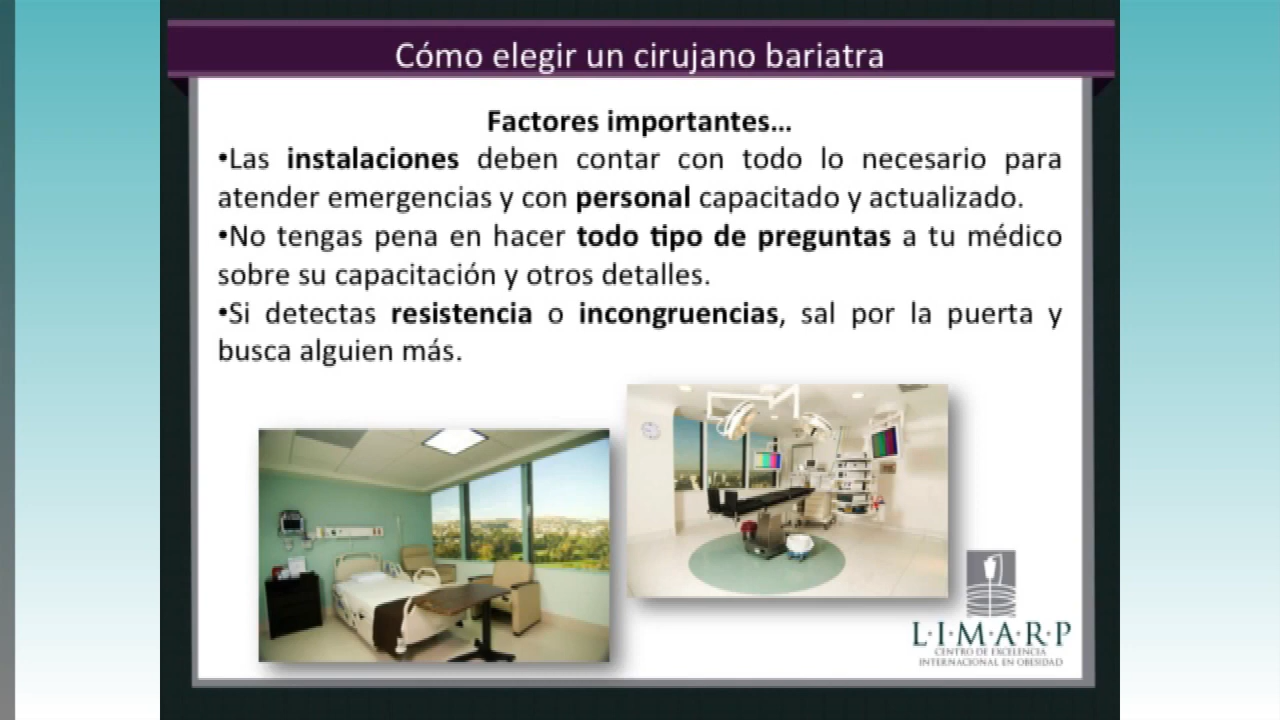 Cómo elegir un cirujano bariatra
Factores importantes...
•Las instalaciones deben contar con todo lo necesario para
atender emergencias y con personal capacitado y actualizado.
•No tengas pena en hacer todo tipo de preguntas a tu médico
sobre su capacitación y otros detalles.
•Si detectas resistencia o incongruencias, sal por la puerta y
busca alguien más.
L·I·M·A·R·P
CENTRO DE EXCELENCIA
INTERNACIONAL EN OBESIDAD